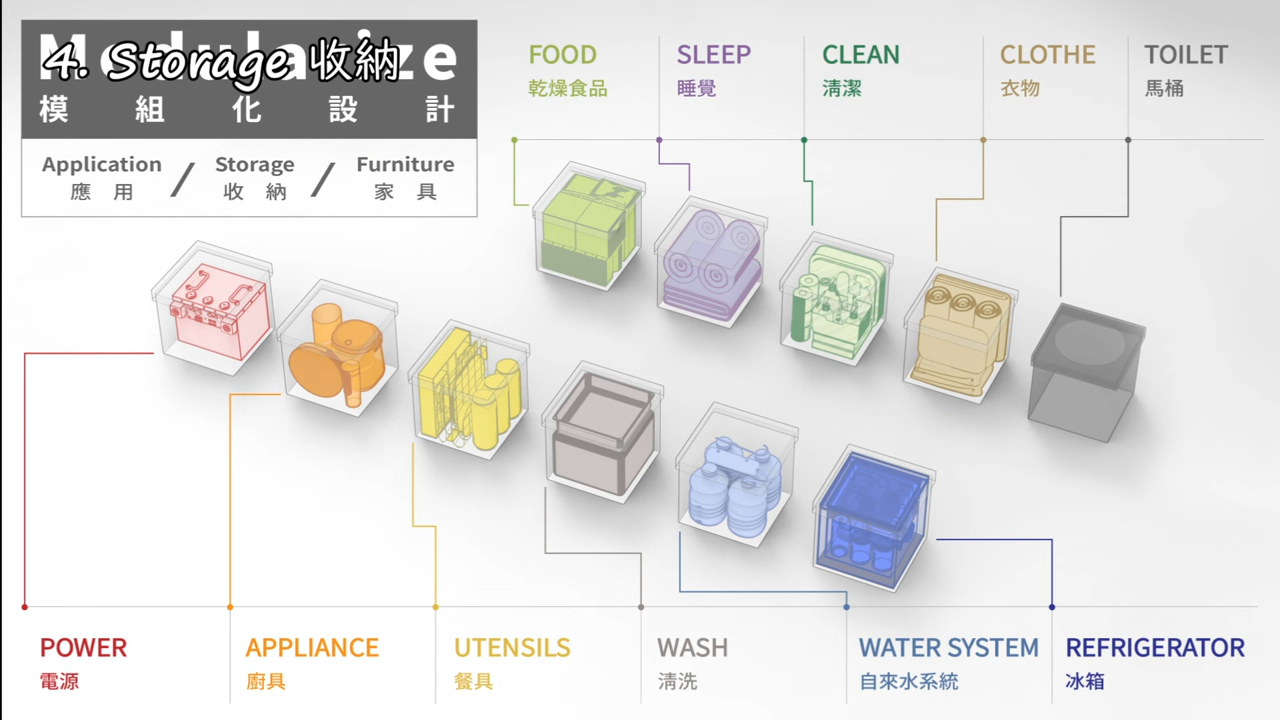 Modularize
4. Storage 收納
模組化設計
Application / Storage / Furniture
應用 收納 家具
FOOD
乾燥食品
SLEEP
睡覺
CLEAN
清潔
CLOTHE
衣物
TOILET
馬桶
POWER
電源
APPLIANCE
廚具
UTENSILS
餐具
WASH
清洗
WATER SYSTEM
自來水系統
REFRIGERATOR
冰箱